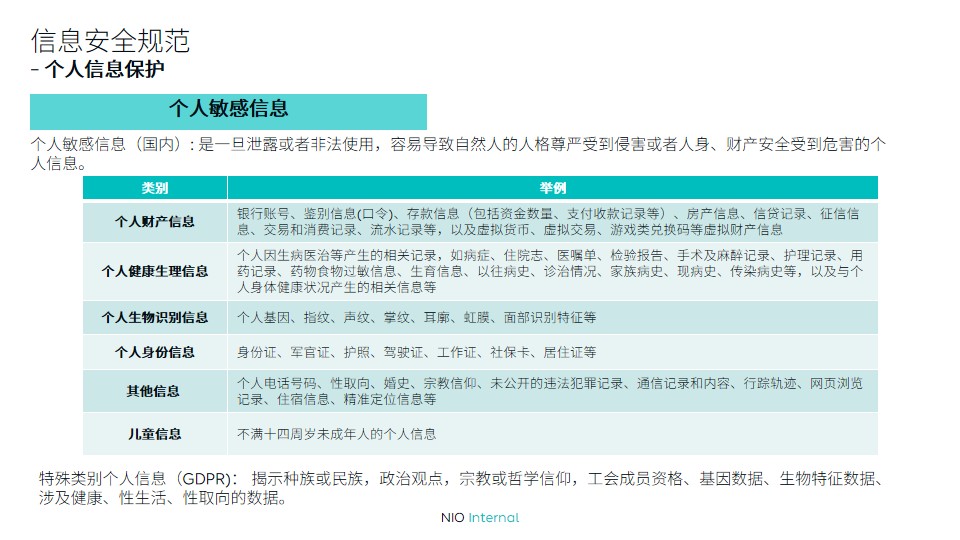 信息安全规范
- 个人信息保护
个人敏感信息
个人敏感信息（国内）: 是一旦泄露或者非法使用，容易导致自然人的人格尊严受到侵害或者人身、财产安全受到危害的个
人信息。
类别 举例
个人财产信息 银行账号、鉴别信息(口令)、存款信息（包括资金数量、支付收款记录等）、房产信息、信贷记录、征信信
息、交易和消费记录、流水记录等，以及虚拟货币、虚拟交易、游戏类兑换码等虚拟财产信息
个人健康生理信息 个人因生病医治等产生的相关记录，如病症、住院志、医嘱单、检验报告、手术及麻醉记录、护理记录、用
药记录、药物食物过敏信息、生育信息、以往病史、诊治情况、家族病史、现病史、传染病史等，以及与个
人身体健康状况产生的相关信息等
个人生物识别信息 个人基因、指纹、声纹、掌纹、耳廓、虹膜、面部识别特征等
个人身份信息 身份证、军官证、护照、驾驶证、工作证、社保卡、居住证等
其他信息 个人电话号码、性取向、婚史、宗教信仰、未公开的违法犯罪记录、通信记录和内容、行踪轨迹、网页浏览
记录、住宿信息、精准定位信息等
儿童信息 不满十四周岁未成年人的个人信息
特殊类别个人信息（GDPR)： 揭示种族或民族，政治观点，宗教或哲学信仰，工会成员资格、基因数据、生物特征数据、
涉及健康、性生活、性取向的数据。
NIO Internal